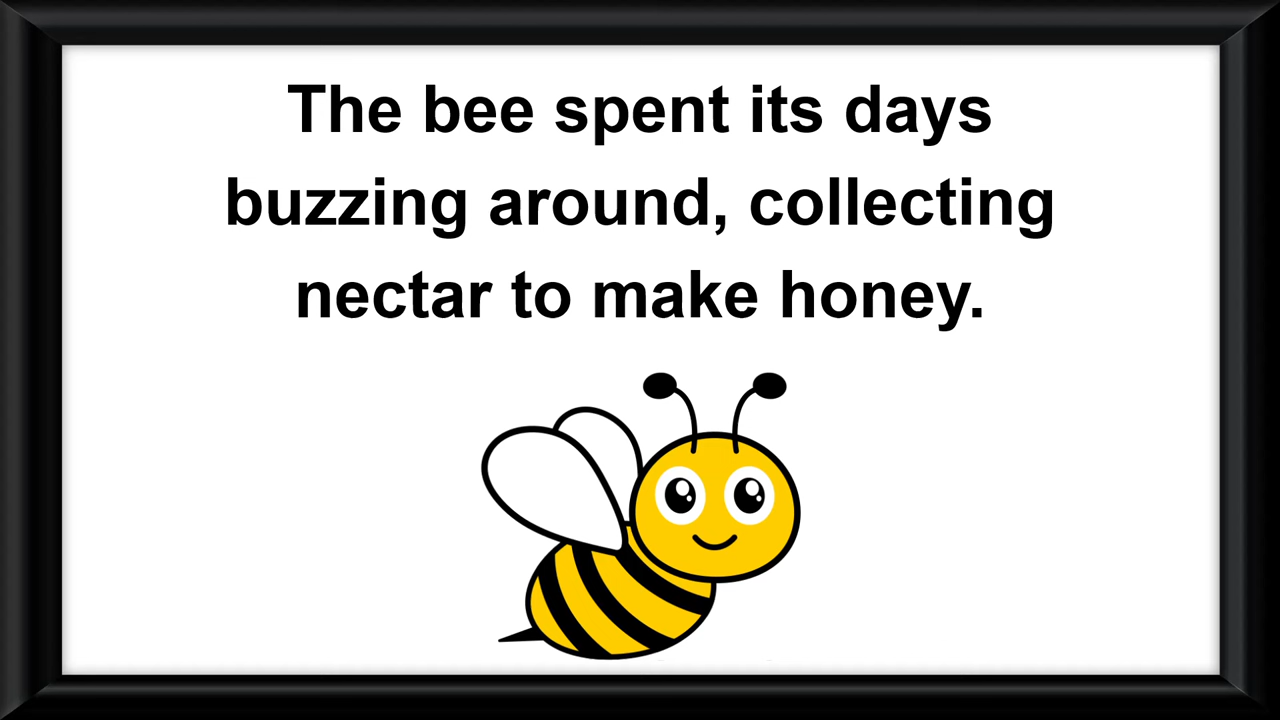 The bee spent its days
buzzing around, collecting
nectar to make honey.